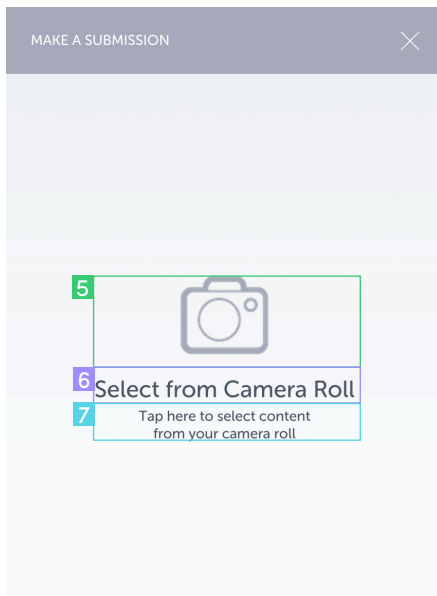 MAKE A SUBMISSION
5
6
Select from Camera Roll
7
Tap here to select content
from your camera roll